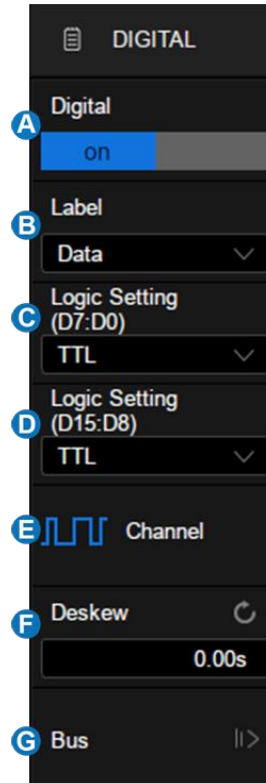 DIGITAL
A
Digital
on
B
Label
Data
C
Logic Setting
(D7:D0)
TTL
D
Logic Setting
(D15:D8)
TTL
E
Channel
F
Deskew
0.00s
G
Bus